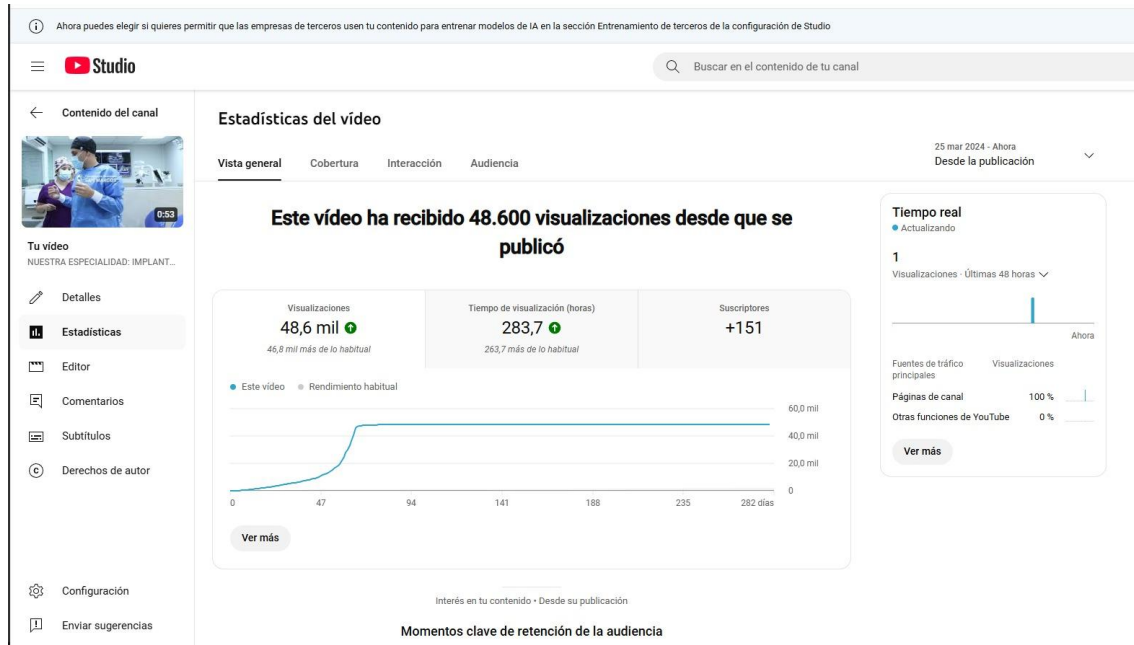 Ahora puedes elegir si quieres permitir que las empresas de terceros usen tu contenido para entrenar modelos de IA en la sección Entrenamiento de terceros de la configuración de Studio
Studio
Buscar en el contenido de tu canal
Contenido del canal
0:53
Tu vídeo
NUESTRA ESPECIALIDAD: IMPLANT...
Detalles
Estadísticas
Editor
Comentarios
Subtítulos
Derechos de autor
Configuración
Enviar sugerencias
Estadísticas del vídeo
Vista general Cobertura Interacción Audiencia
25 mar 2024 - Ahora
Desde la publicación
Este vídeo ha recibido 48.600 visualizaciones desde que se
publicó
Visualizaciones
48,6 mil
46,8 mil más de lo habitual
Tiempo de visualización (horas)
283,7
263,7 más de lo habitual
Suscriptores
+151
Este vídeo Rendimiento habitual
60,0 mil
40,0 mil
20,0 mil
0
0 47 94 141 188 235 282 días
Ver más
Interés en tu contenido • Desde su publicación
Momentos clave de retención de la audiencia
Tiempo real
Actualizando
1
Visualizaciones · Últimas 48 horas
Ahora
Fuentes de tráfico principales Visualizaciones
Páginas de canal 100 %
Otras funciones de YouTube 0 %
Ver más